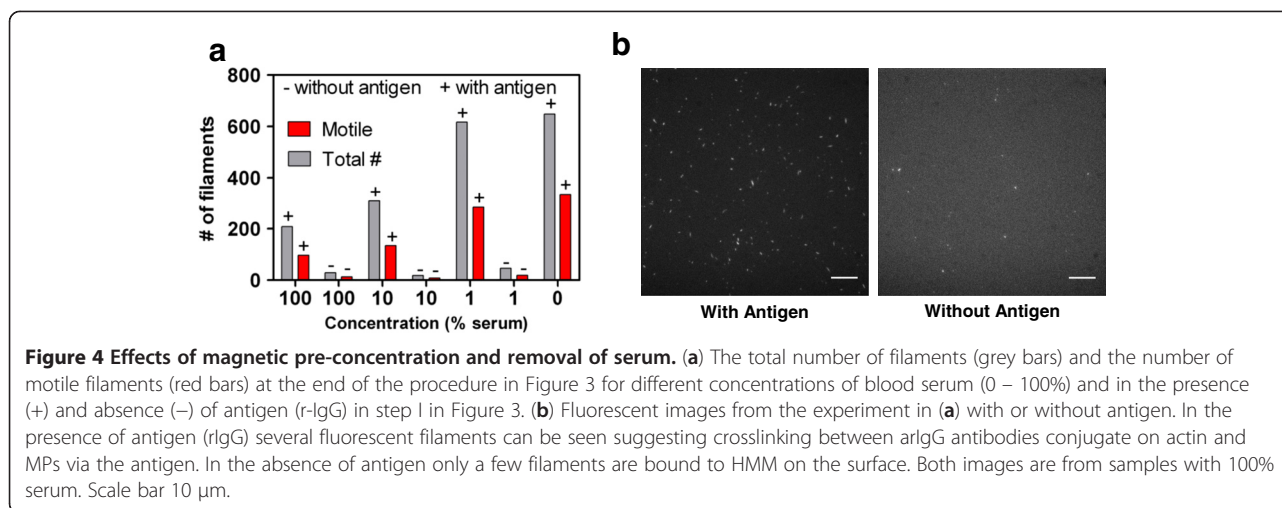 a
b
800
600
400
200
0
# of filaments
- without antigen + with antigen
Motile
Total #
+ + - - + + - - + + - - + +
100 100 10 10 1 1 0
Concentration (% serum)
With Antigen
Without Antigen
Figure 4 Effects of magnetic pre-concentration and removal of serum. (a) The total number of filaments (grey bars) and the number of
motile filaments (red bars) at the end of the procedure in Figure 3 for different concentrations of blood serum (0 – 100%) and in the presence
(+) and absence (−) of antigen (r-IgG) in step I in Figure 3. (b) Fluorescent images from the experiment in (a) with or without antigen. In the
presence of antigen (rIgG) several fluorescent filaments can be seen suggesting crosslinking between arIgG antibodies conjugate on actin and
MPs via the antigen. In the absence of antigen only a few filaments are bound to HMM on the surface. Both images are from samples with 100%
serum. Scale bar 10 μm.